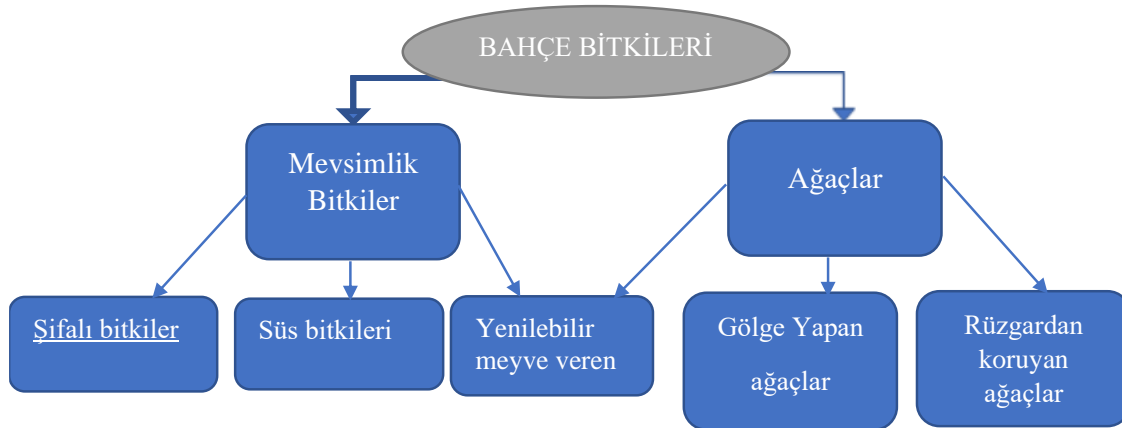 BAHÇE BİTKİLERİ
Mevsimlik
Bitkiler
Ağaçlar
Şifalı bitkiler
Süs bitkileri
Yenilebilir
meyve veren
Gölge Yapan
ağaçlar
Rüzgardan
koruyan
ağaçlar